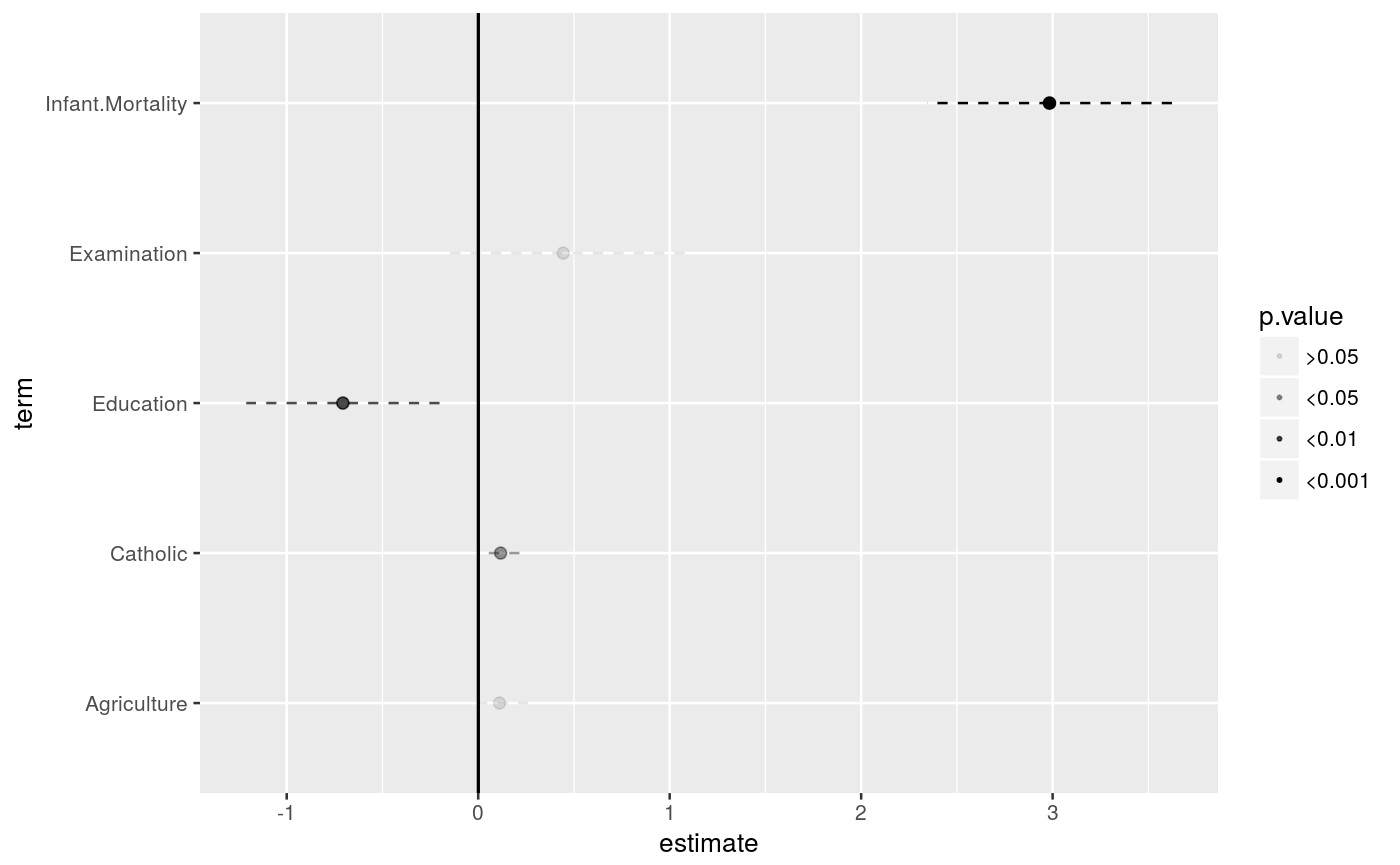 Infant.Mortality
Examination
Education
Catholic
Agriculture
term
-1
0
1
2
3
estimate
p.value
>0.05
<0.05
<0.01
<0.001